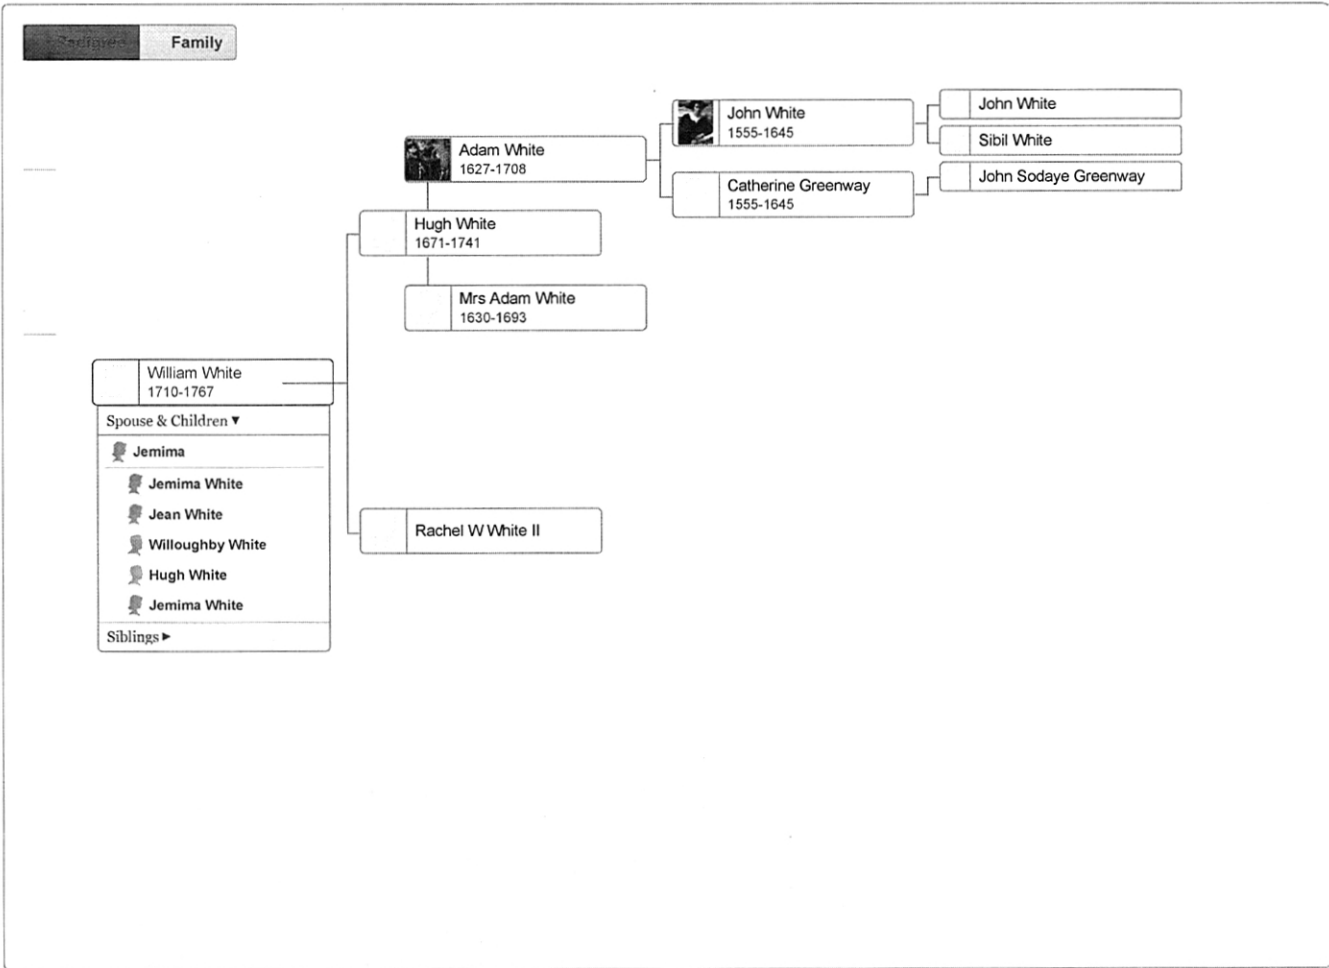 Pedigree Family
John White
1555-1645
John White
Sibil White
Adam White
1627-1708
Catherine Greenway
1555-1645
John Sodaye Greenway
Hugh White
1671-1741
Mrs Adam White
1630-1693
William White
1710-1767
Spouse & Children ▼
Jemima
Jemima White
Jean White
Willoughby White
Hugh White
Jemima White
Siblings ►
Rachel W White II